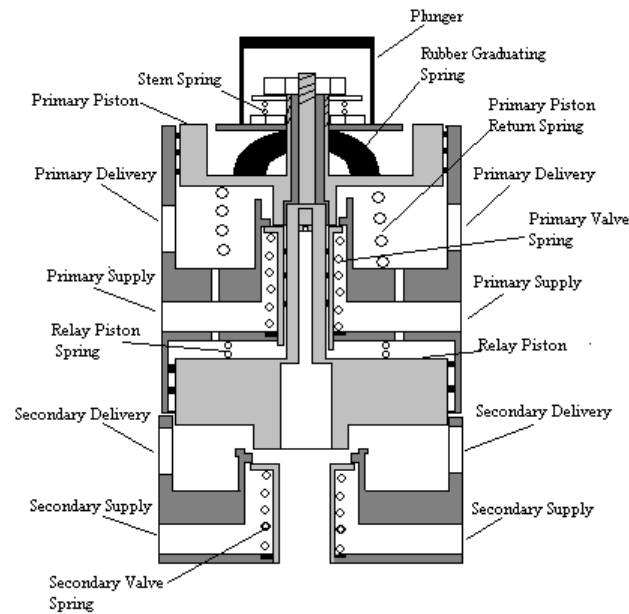 Plunger
Stem Spring
Rubber Graduating
Spring
Primary Piston
Primary Piston
Return Spring
Primary Delivery
Primary Delivery
Primary Valve
Spring
Primary Supply
Primary Supply
Relay Piston
Spring
Relay Piston
Secondary Delivery
Secondary Delivery
Secondary Supply
Secondary Supply
Secondary Valve
Spring